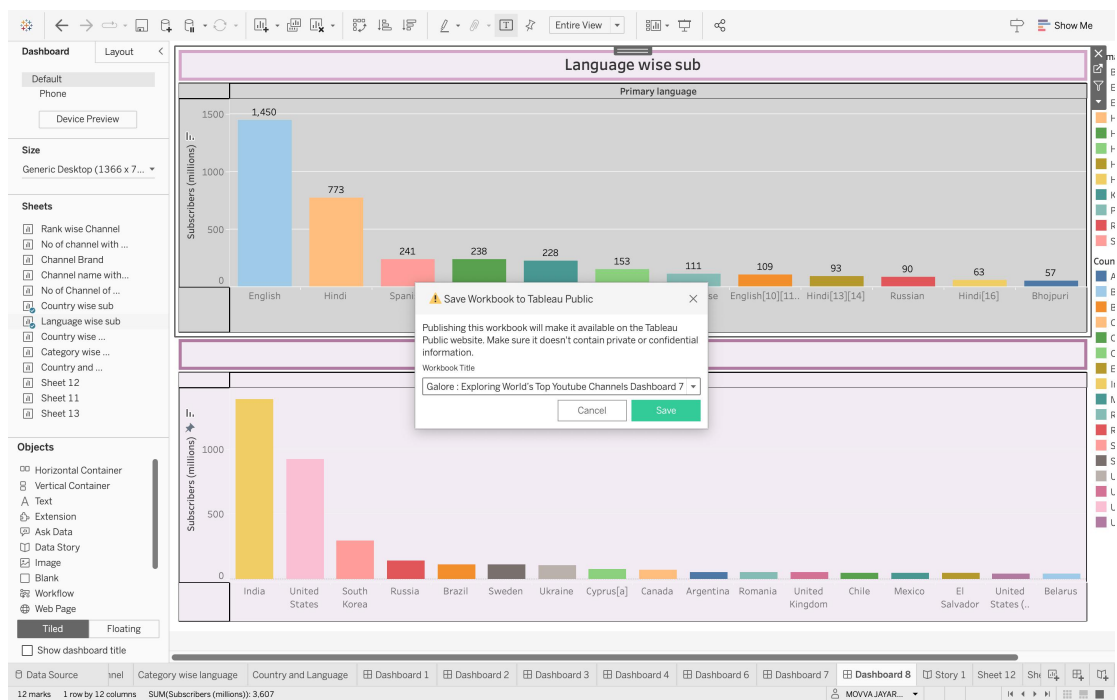 Entire View
Show Me
Dashboard Layout
Default
Phone
Device Preview
Size
Generic Desktop (1366 x 7...
Sheets
Rank wise Channel
No of channel with ...
Channel Brand
Channel name with...
No of Channel of ...
Country wise sub
Language wise sub
Country wise ...
Category wise ...
Country and ...
Sheet 12
Sheet 11
Sheet 13
Objects
Horizontal Container
Vertical Container
Text
Extension
Ask Data
Data Story
Image
Blank
Workflow
Web Page
Tiled Floating
Show dashboard title
Language wise sub
Primary language
Subscribers (millions)
1500
1000
500
0
1,450 773 241 238 228 153 111 109 93 90 63 57
English Hindi Spani se English[10][11.. Hindi[13][14] Russian Hindi[16] Bhojpuri
Save Workbook to Tableau Public
Publishing this workbook will make it available on the Tableau
Public website. Make sure it doesn't contain private or confidential
information.
Workbook Title
Galore : Exploring World's Top Youtube Channels Dashboard 7
Cancel Save
Subscribers (millions)
1000
500
0
India United States South Korea Russia Brazil Sweden Ukraine Cyprus[a] Canada Argentina Romania United Kingdom Chile Mexico El Salvador United States (.. Belarus
Coun
Data Source nnel Category wise language Country and Language Dashboard 1 Dashboard 2 Dashboard 3 Dashboard 4 Dashboard 6 Dashboard 7 Dashboard 8 Story 1 Sheet 12 Sh
12 marks 1 row by 12 columns SUM(Subscribers (millions)): 3,607
MOVVA JAYAR...